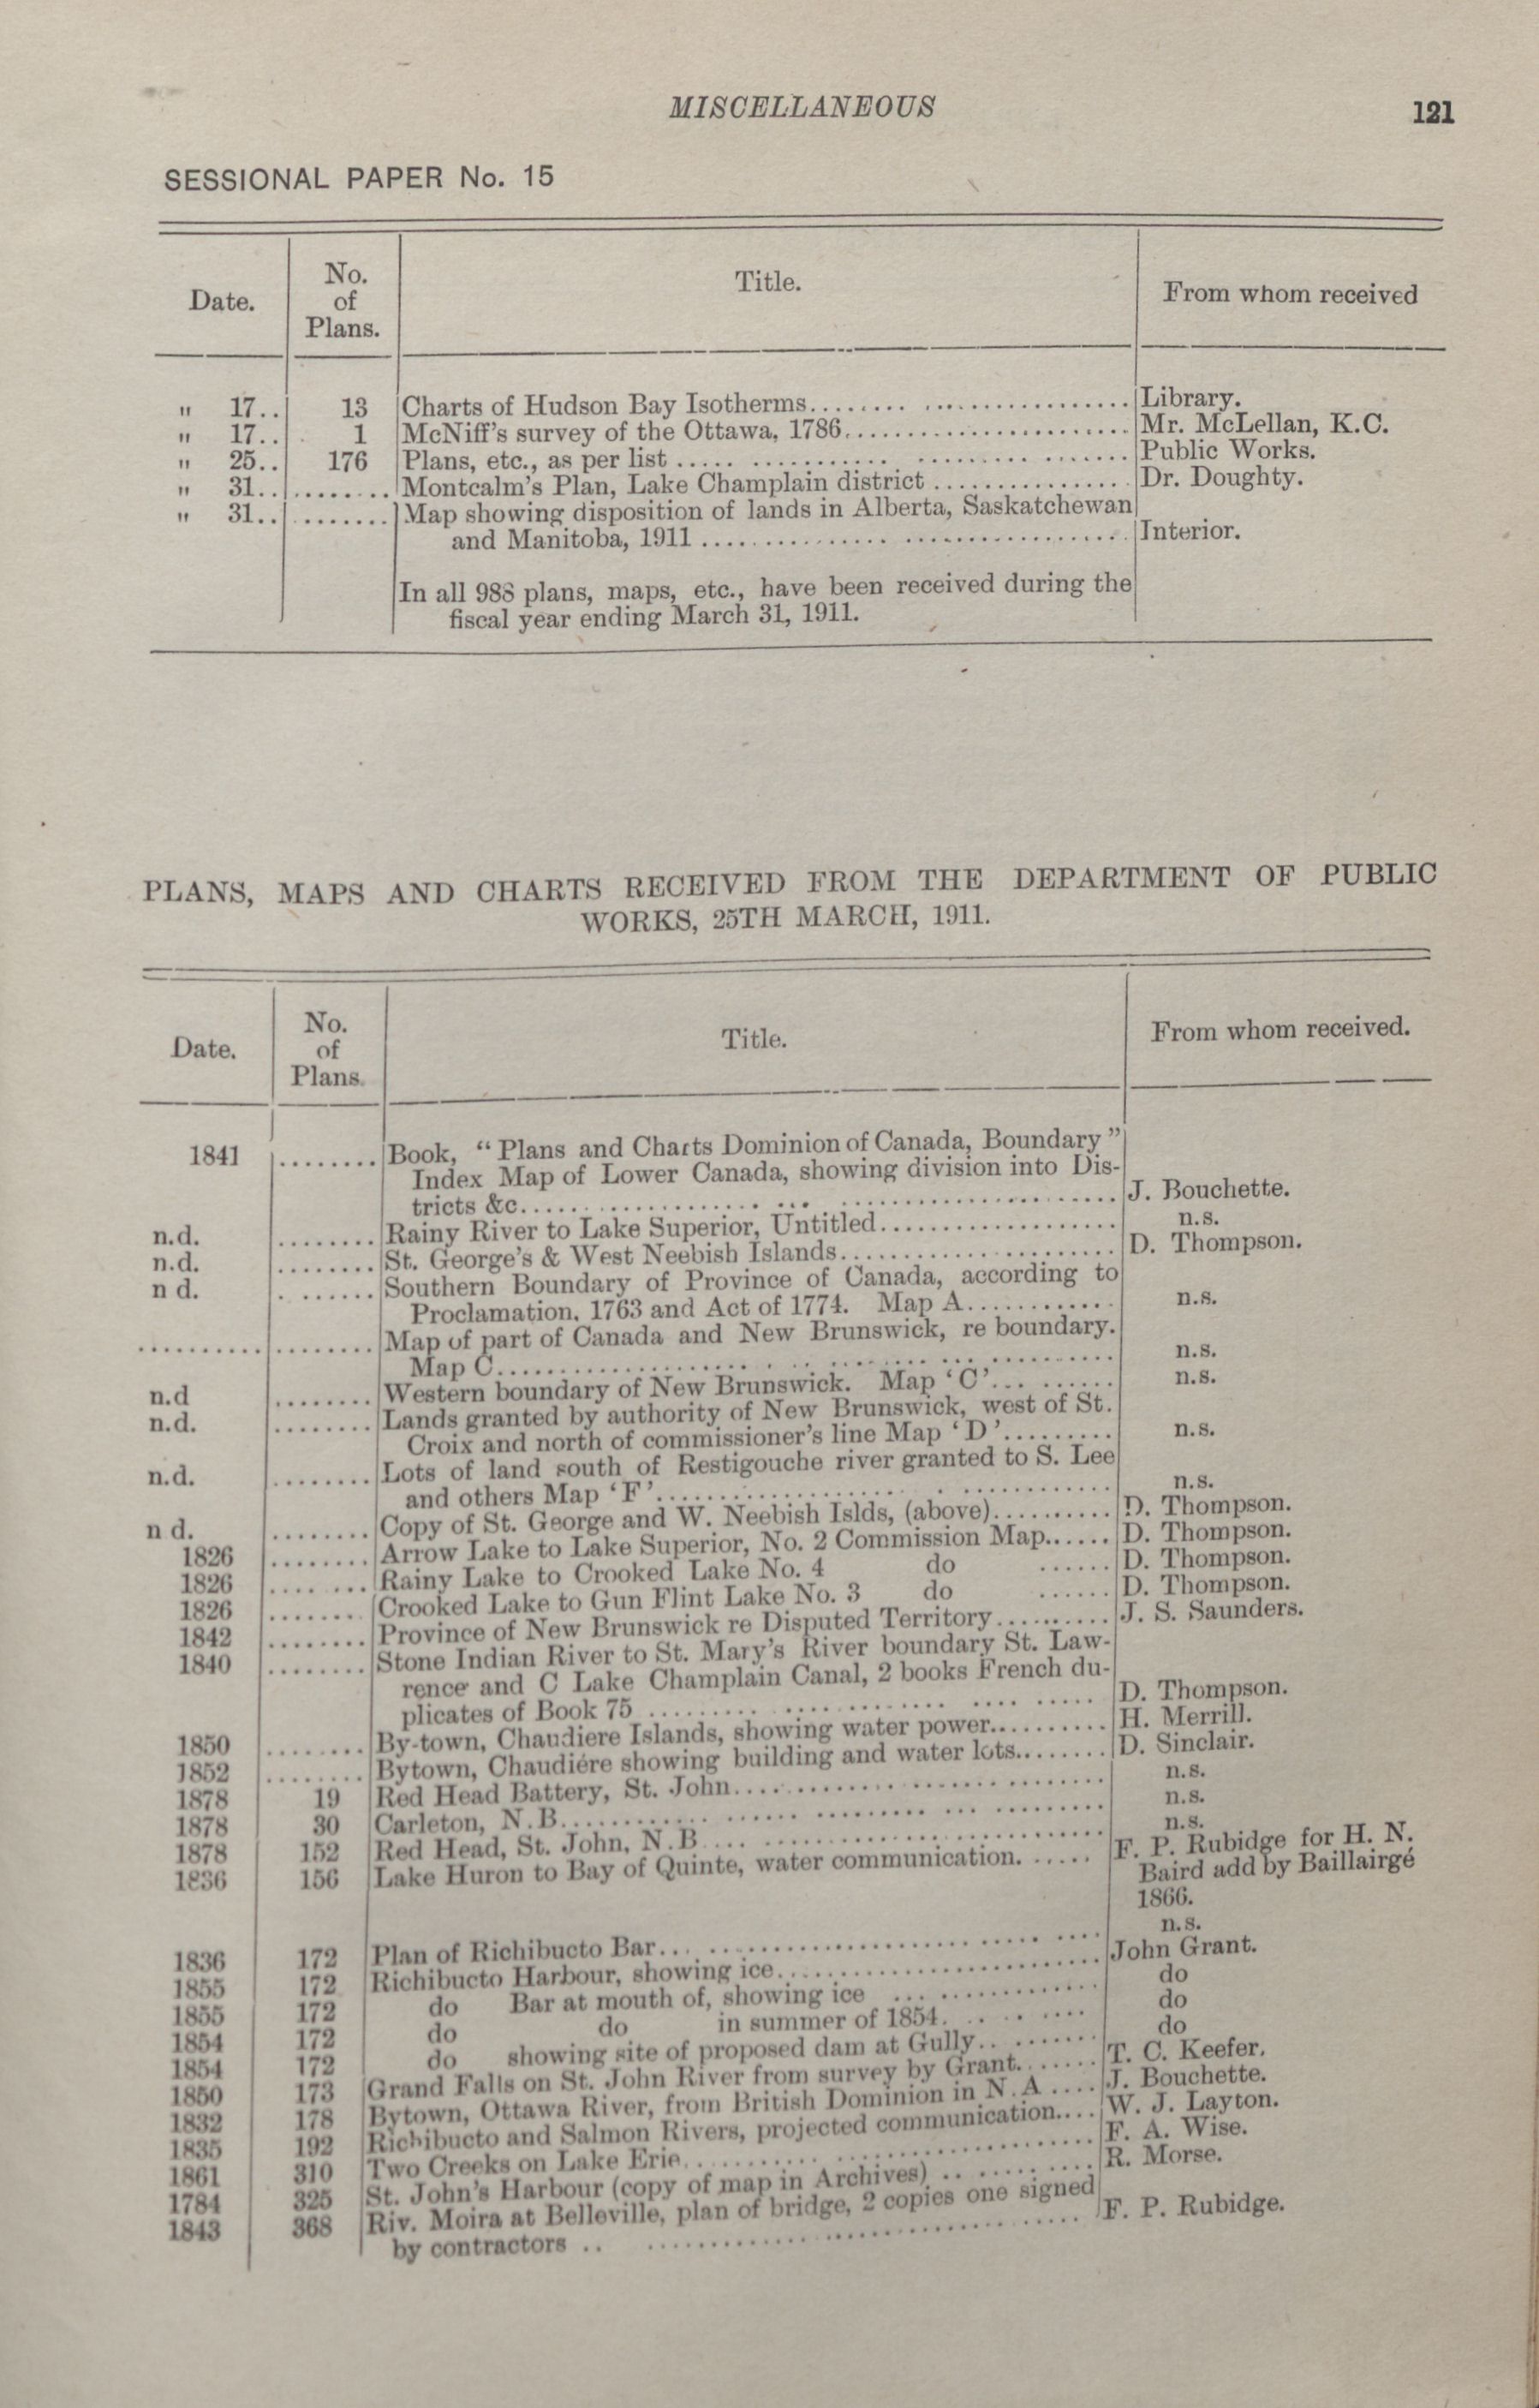 MISCELLANEOUS 121
SESSIONAL PAPER No. 15
Date. No. of Plans. Title. From whom received
" 17.. 13 Charts of Hudson Bay Isotherms........ Library.
" 17.. 1 McNiff's survey of the Ottawa, 1786........ Mr. McLellan, K.C.
" 25.. 176 Plans, etc., as per list........ Public Works.
" 31.. ........ Montcalm's Plan, Lake Champlain district........ Dr. Doughty.
" 31.. ........ Map showing disposition of lands in Alberta, Saskatchewan
and Manitoba, 1911........ Interior.
In all 988 plans, maps, etc., have been received during the
fiscal year ending March 31, 1911.
PLANS, MAPS AND CHARTS RECEIVED FROM THE DEPARTMENT OF PUBLIC
WORKS, 25TH MARCH, 1911.
Date. No. of Plans. Title. From whom received.
1841 ........ Book, "Plans and Charts Dominion of Canada, Boundary"
Index Map of Lower Canada, showing division into Dis-
tricts &c........ J. Bouchette.
n.d. ........ Rainy River to Lake Superior, Untitled........ n.s.
n.d. ........ St. George's & West Neebish Islands........ D. Thompson.
n d. ........ Southern Boundary of Province of Canada, according to
Proclamation, 1763 and Act of 1774. Map A........ n.s.
........ ........ Map of part of Canada and New Brunswick, re boundary.
Map C........ n.s.
n.d ........ Western boundary of New Brunswick. Map 'C'........ n.s.
n.d. ........ Lands granted by authority of New Brunswick, west of St.
Croix and north of commissioner's line Map 'D'........ n.s.
n.d. ........ Lots of land south of Restigouche river granted to S. Lee
and others Map 'F'........ n.s.
n d. ........ Copy of St. George and W. Neebish Islds, (above)........ D. Thompson.
1826 ........ Arrow Lake to Lake Superior, No. 2 Commission Map...... D. Thompson.
1826 ........ Rainy Lake to Crooked Lake No. 4 do ...... D. Thompson.
1826 ........ Crooked Lake to Gun Flint Lake No. 3 do ...... D. Thompson.
1842 ........ Province of New Brunswick re Disputed Territory........ J. S. Saunders.
1840 ........ Stone Indian River to St. Mary's River boundary St. Law-
rence and C Lake Champlain Canal, 2 books French du-
plicates of Book 75 ........ D. Thompson.
1850 ........ By-town, Chaudiere Islands, showing water power........ H. Merrill.
1852 ........ Bytown, Chaudiére showing building and water lots........ D. Sinclair.
1878 19 Red Head Battery, St. John........ n.s.
1878 30 Carleton, N.B........ n.s.
1878 152 Red Head, St. John, N.B........ n.s.
1836 156 Lake Huron to Bay of Quinte, water communication....... F. P. Rubidge for H. N.
Baird add by Baillairgé
1866.
1836 172 Plan of Richibucto Bar........ n.s.
1855 172 Richibucto Harbour, showing ice........ John Grant.
1855 172 do Bar at mouth of, showing ice ........ do
1854 172 do do in summer of 1854........ do
1854 172 do showing site of proposed dam at Gully........ do
1850 173 Grand Falls on St. John River from survey by Grant........ T. C. Keefer.
1832 178 Bytown, Ottawa River, from British Dominion in N. A .... J. Bouchette.
1835 192 Richibucto and Salmon Rivers, projected communication.... W. J. Layton.
1861 310 Two Creeks on Lake Erie........ F. A. Wise.
1784 325 St. John's Harbour (copy of map in Archives) ........ R. Morse.
1843 368 Riv. Moira at Belleville, plan of bridge, 2 copies one signed
by contractors ........ F. P. Rubidge.